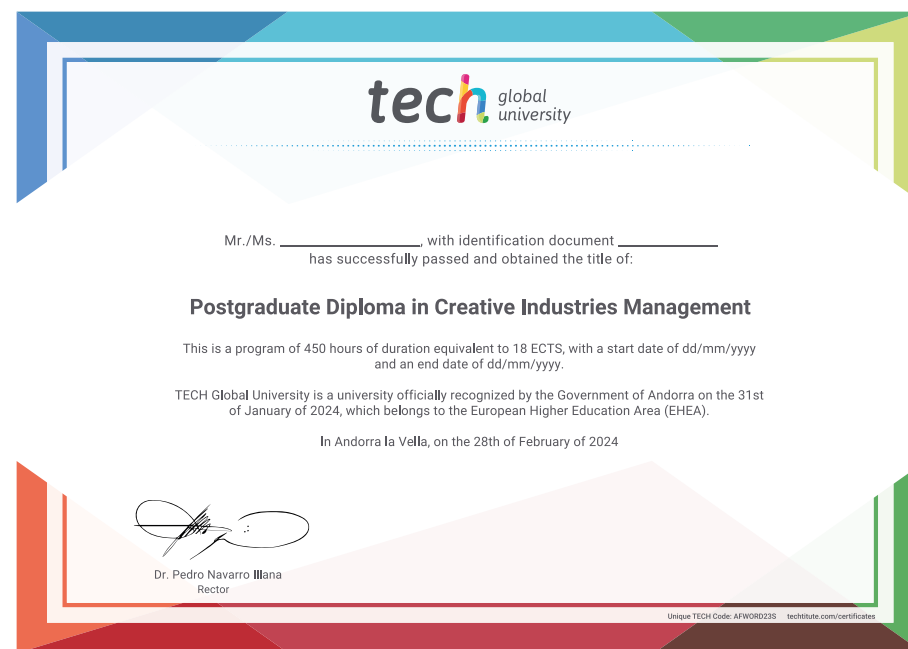 tech global university
Mr./Ms. ____________________, with identification document ______________
has successfully passed and obtained the title of:
Postgraduate Diploma in Creative Industries Management
This is a program of 450 hours of duration equivalent to 18 ECTS, with a start date of dd/mm/yyyy
and an end date of dd/mm/yyyy.
TECH Global University is a university officially recognized by the Government of Andorra on the 31st
of January of 2024, which belongs to the European Higher Education Area (EHEA).
In Andorra la Vella, on the 28th of February of 2024
Dr. Pedro Navarro Illana
Rector
Unique TECH Code: AFWORD23S techtitute.com/certificates